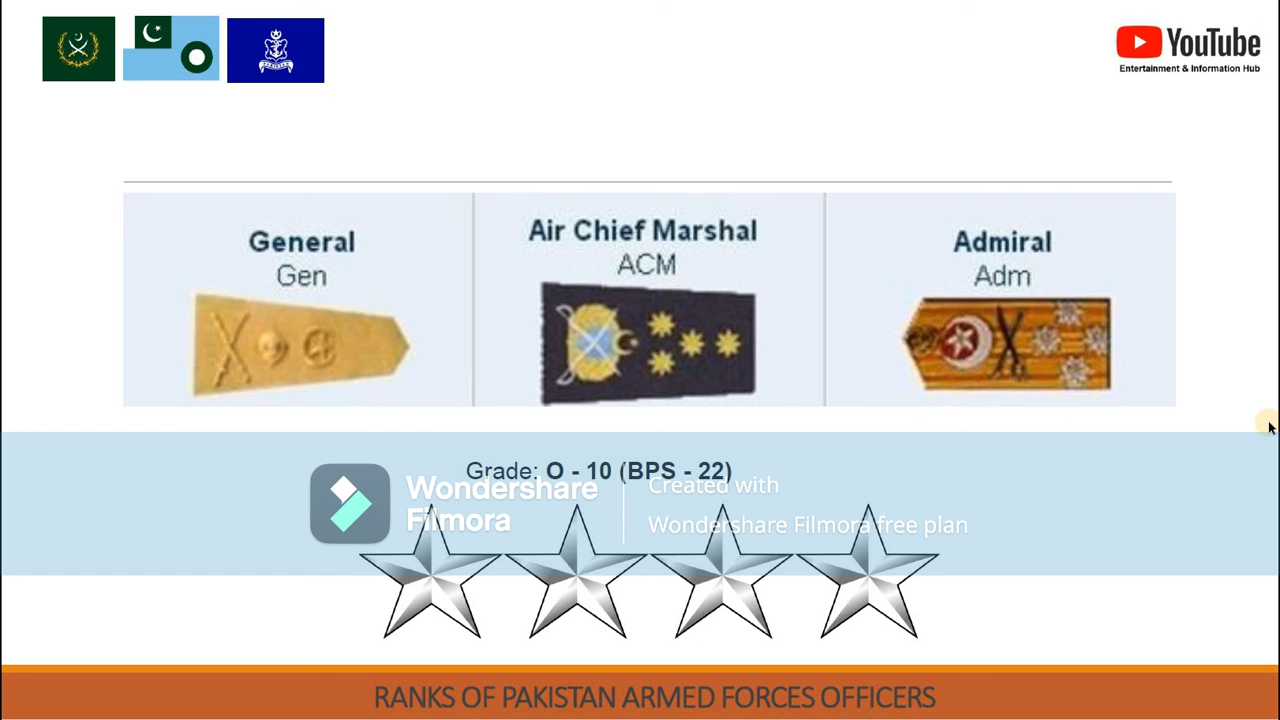 YouTube
Entertainment & Information Hub
General
Gen
Air Chief Marshal
ACM
Admiral
Adm
Grade: O - 10 (BPS - 22)
Wondershare
Filmora
Created with
Wondershare Filmora free plan
RANKS OF PAKISTAN ARMED FORCES OFFICERS